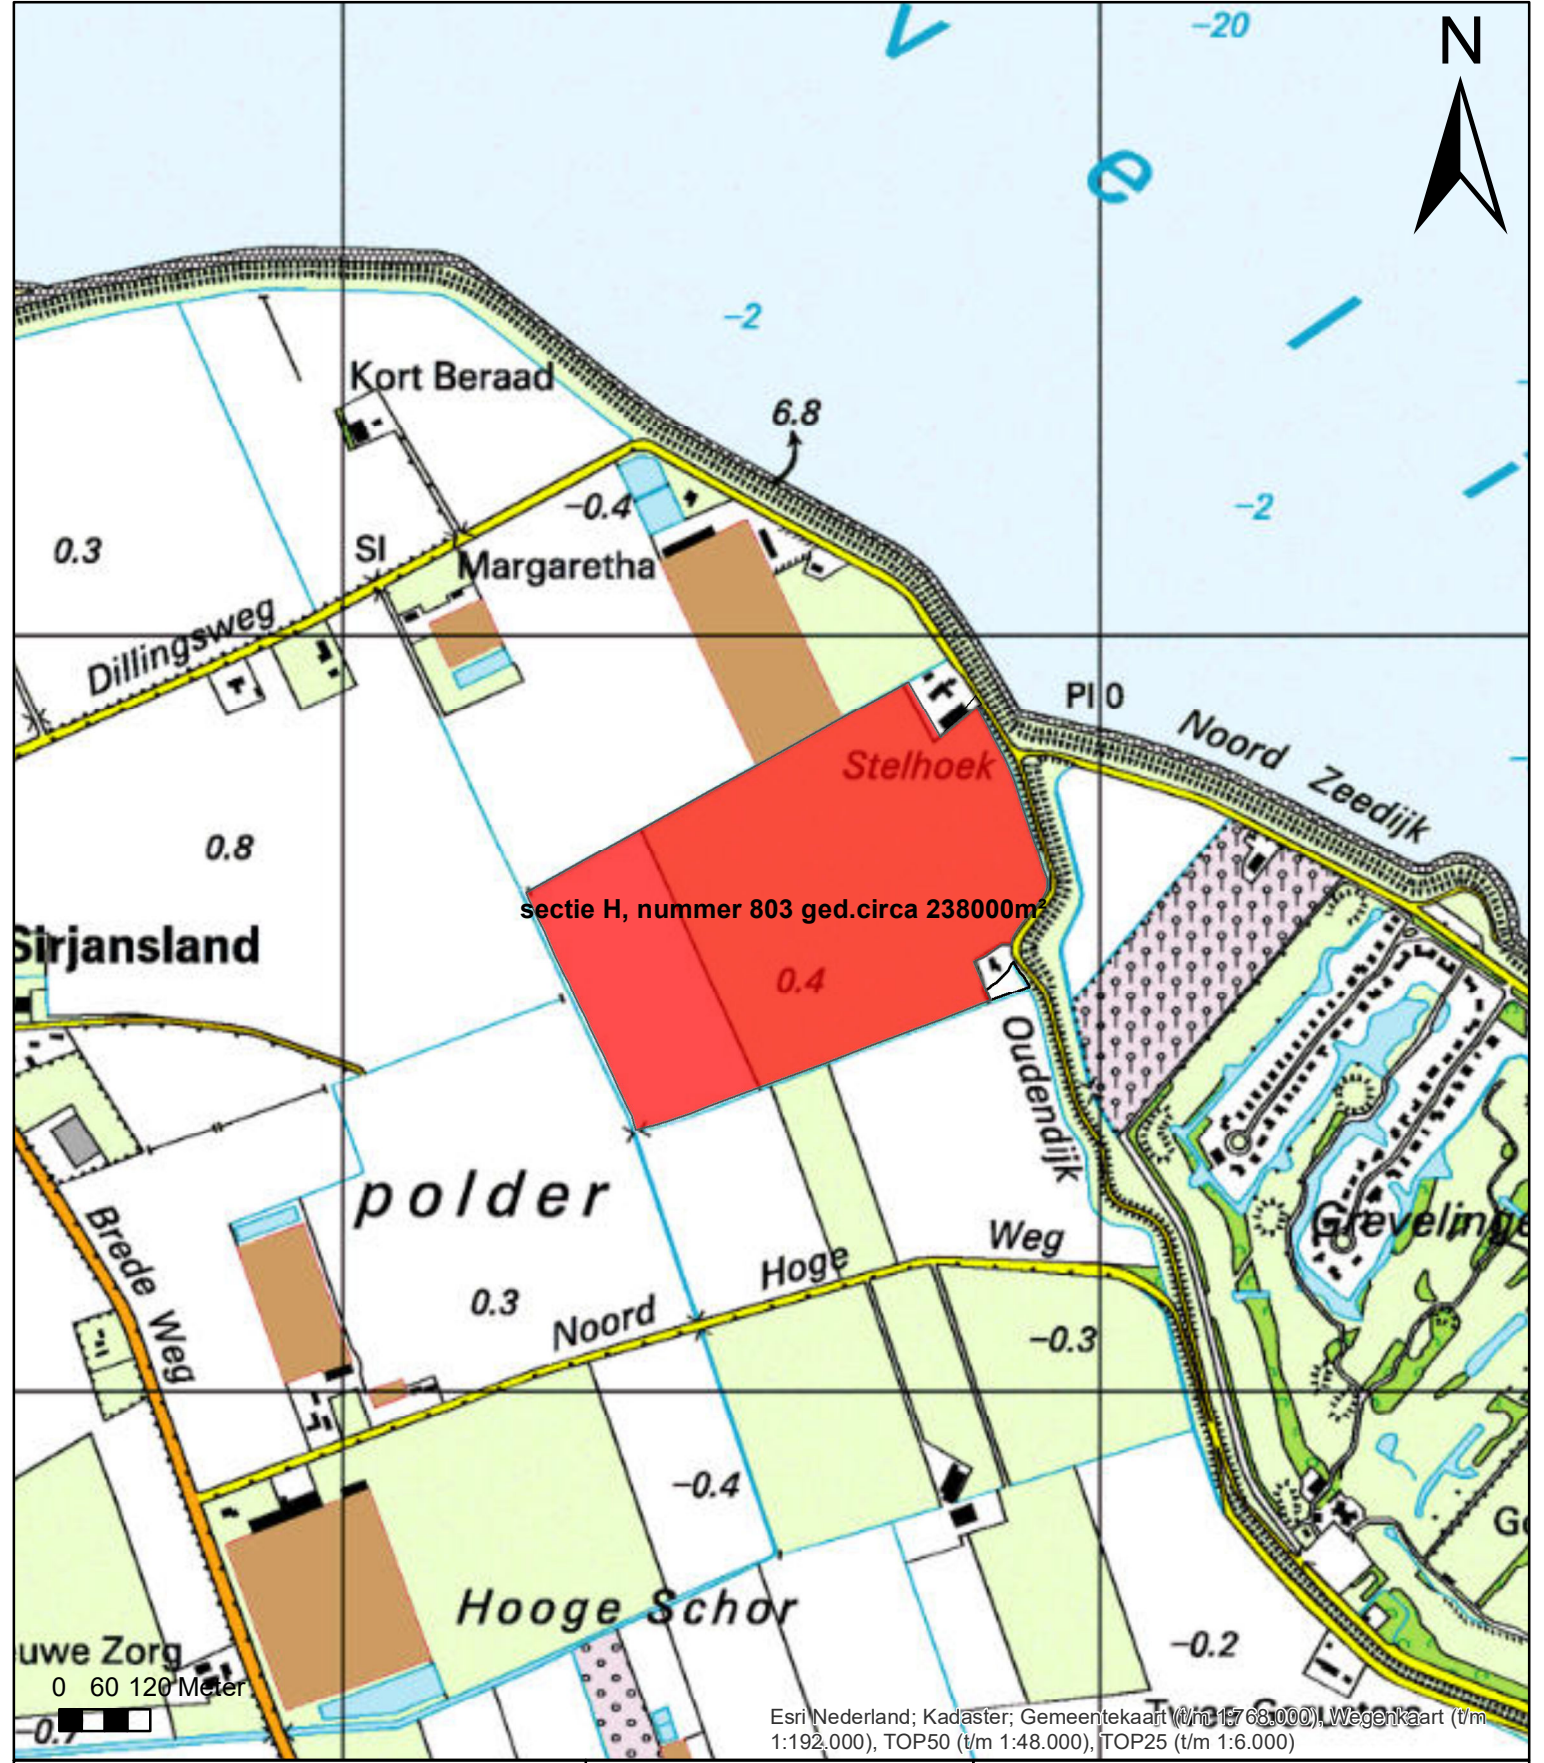 v
−20
N
e
−2
Kort Beraad
6.8
−0.4
−2
0.3
SI
Margaretha
Dillingsweg
Pl 0
Noord Zeedijk
Stelhoek
0.8
sectie H, nummer 803 ged.circa 238000m²
Sirjansland
0.4
Oudendijk
polder
Brede Weg
Grevelinge
Noord Hoge Weg
0.3
−0.3
−0.4
Go
Hooge Schor
−0.2
uwe Zorg
0 60 120 Meter
Esri Nederland; Kadaster; Gemeentekaart (t/m 1:768.000), Wegenkaart (t/m
1:192.000), TOP50 (t/m 1:48.000), TOP25 (t/m 1:6.000)